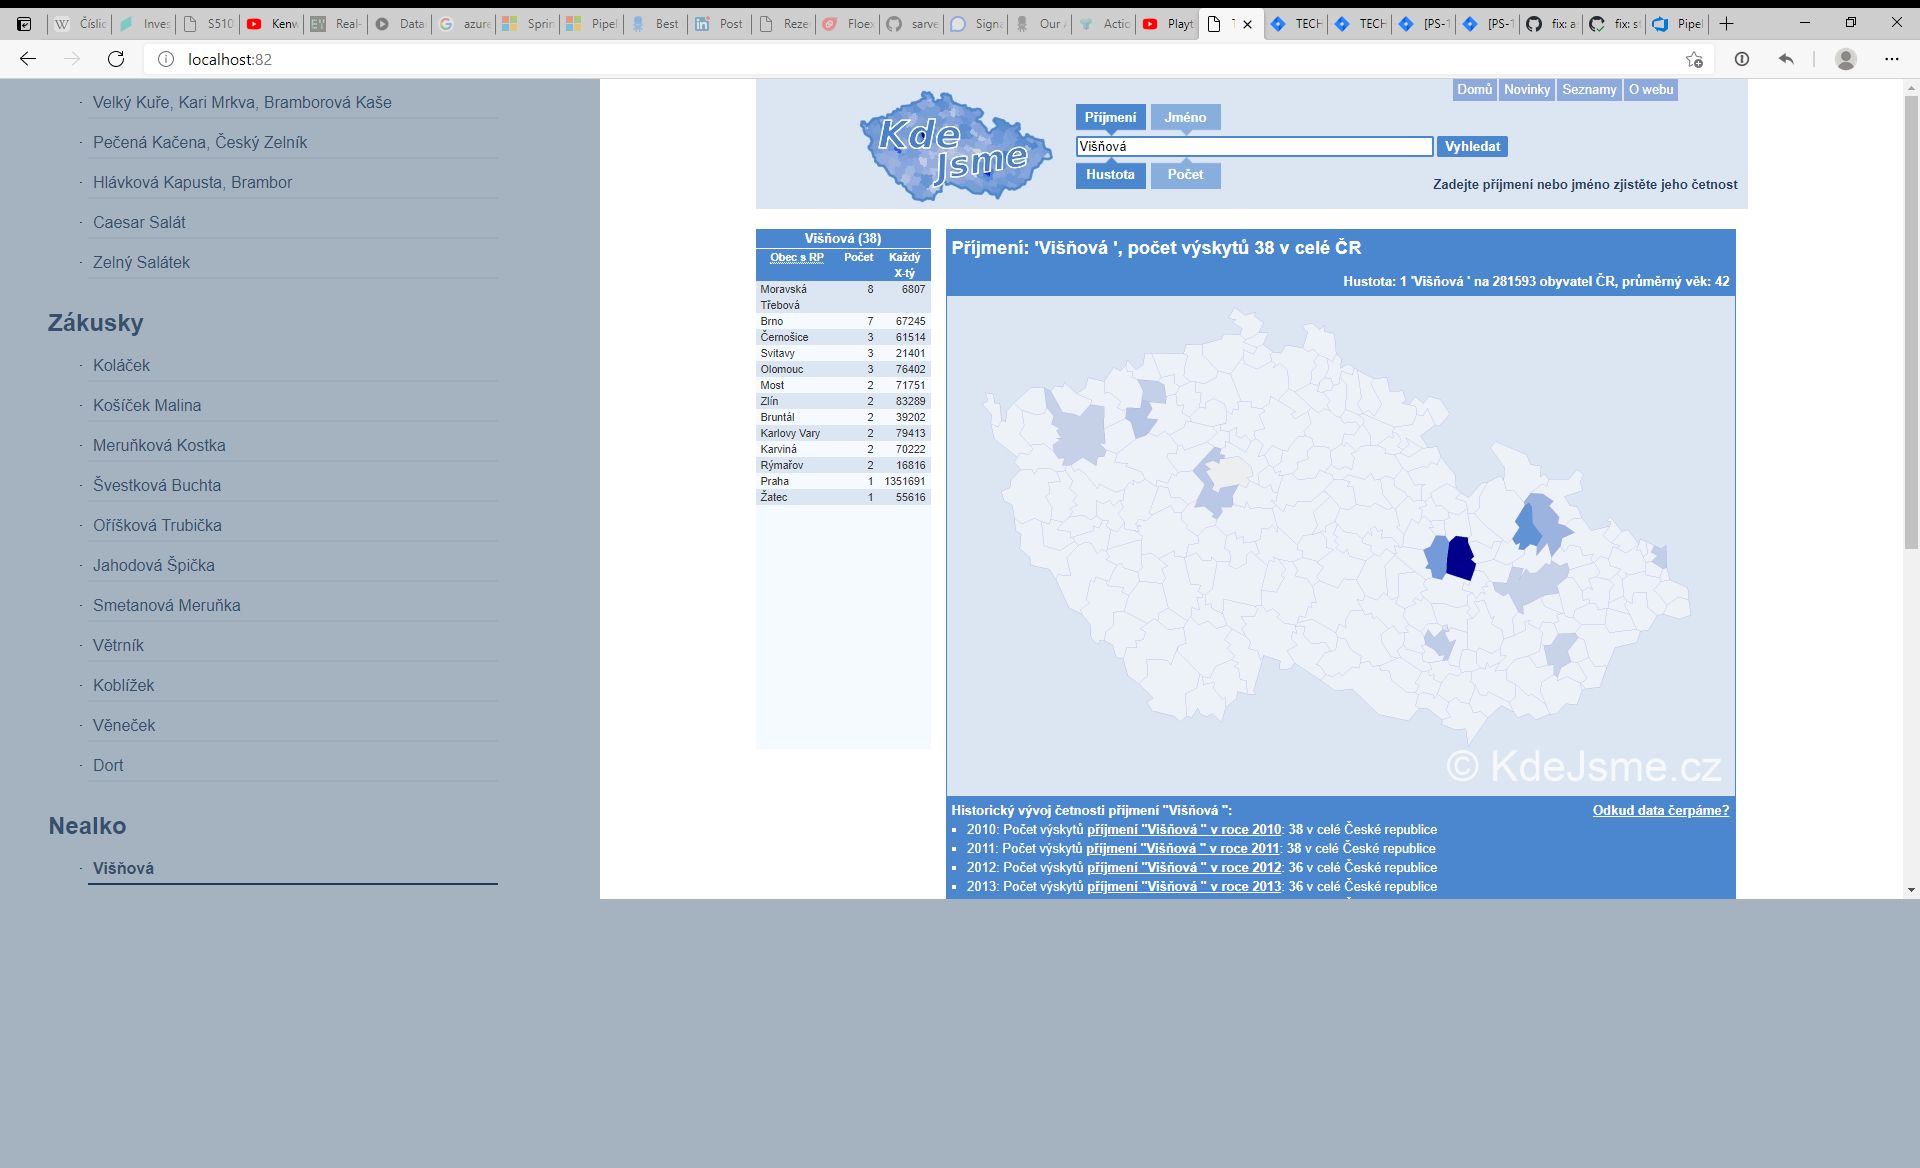 Číslic
Inves
S510
Kenw
Real-
Data
azure
Sprin
Pipel
Best
Post
Reze
Floex
sarve
Signa
Our A
Actio
Playt
TECH
TECH
[PS-1
[PS-1
fix: a
fix: s
Pipel
localhost:82
Velký Kuře, Kari Mrkva, Bramborová Kaše
Pečená Kačena, Český Zelník
Hlávková Kapusta, Brambor
Caesar Salát
Zelný Salátek
Zákusky
Koláček
Košíček Malina
Meruňková Kostka
Švestková Buchta
Oříšková Trubička
Jahodová Špička
Smetanová Meruňka
Větrník
Koblížek
Věneček
Dort
Nealko
Višňová
Domů Novinky Seznamy O webu
Kde
Jsme
Příjmení Jméno
Višňová Vyhledat
Hustota Počet
Zadejte příjmení nebo jméno zjistěte jeho četnost
Višňová (38)
Obec s RP Počet Každý
X-tý
Moravská 8 6807
Třebová
Brno 7 67245
Černošice 3 61514
Svitavy 3 21401
Olomouc 3 76402
Most 2 71751
Zlín 2 83289
Bruntál 2 39202
Karlovy Vary 2 79413
Karviná 2 70222
Rýmařov 2 16816
Praha 1 1351691
Žatec 1 55616
Příjmení: 'Višňová ', počet výskytů 38 v celé ČR
Hustota: 1 'Višňová ' na 281593 obyvatel ČR, průměrný věk: 42
© KdeJsme.cz
Historický vývoj četnosti příjmení "Višňová ": Odkud data čerpáme?
2010: Počet výskytů příjmení "Višňová " v roce 2010: 38 v celé České republice
2011: Počet výskytů příjmení "Višňová " v roce 2011: 38 v celé České republice
2012: Počet výskytů příjmení "Višňová " v roce 2012: 36 v celé České republice
2013: Počet výskytů příjmení "Višňová " v roce 2013: 36 v celé České republice